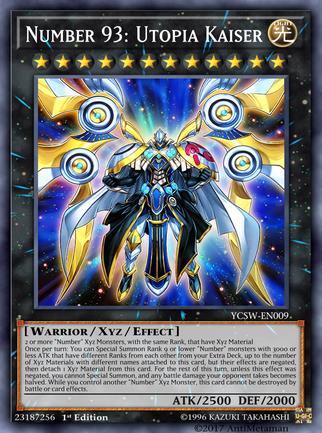 NUMBER 93: UTOPIA KAISER
光
YCSW-EN009
[WARRIOR / XYZ / EFFECT]
2 or more "Number" Xyz Monsters, with the same Rank, that have Xyz Material
Once per turn: You can Special Summon Rank 9 or lower "Number" monsters with 3000 or
less ATK that have different Ranks from each other from your Extra Deck, up to the number
of Xyz Materials with different names attached to this card, but their effects are negated,
then detach 1 Xyz Material from this card. For the rest of this turn, unless this effect was
negated, you cannot Special Summon, and any battle damage your opponent takes becomes
halved. While you control another "Number" monster, this card cannot be destroyed by
battle or card effects.
ATK/2500 DEF/2000
23187256 1st Edition ©1996 KAZUKI TAKAHASHI
©2017 AntiMetaman